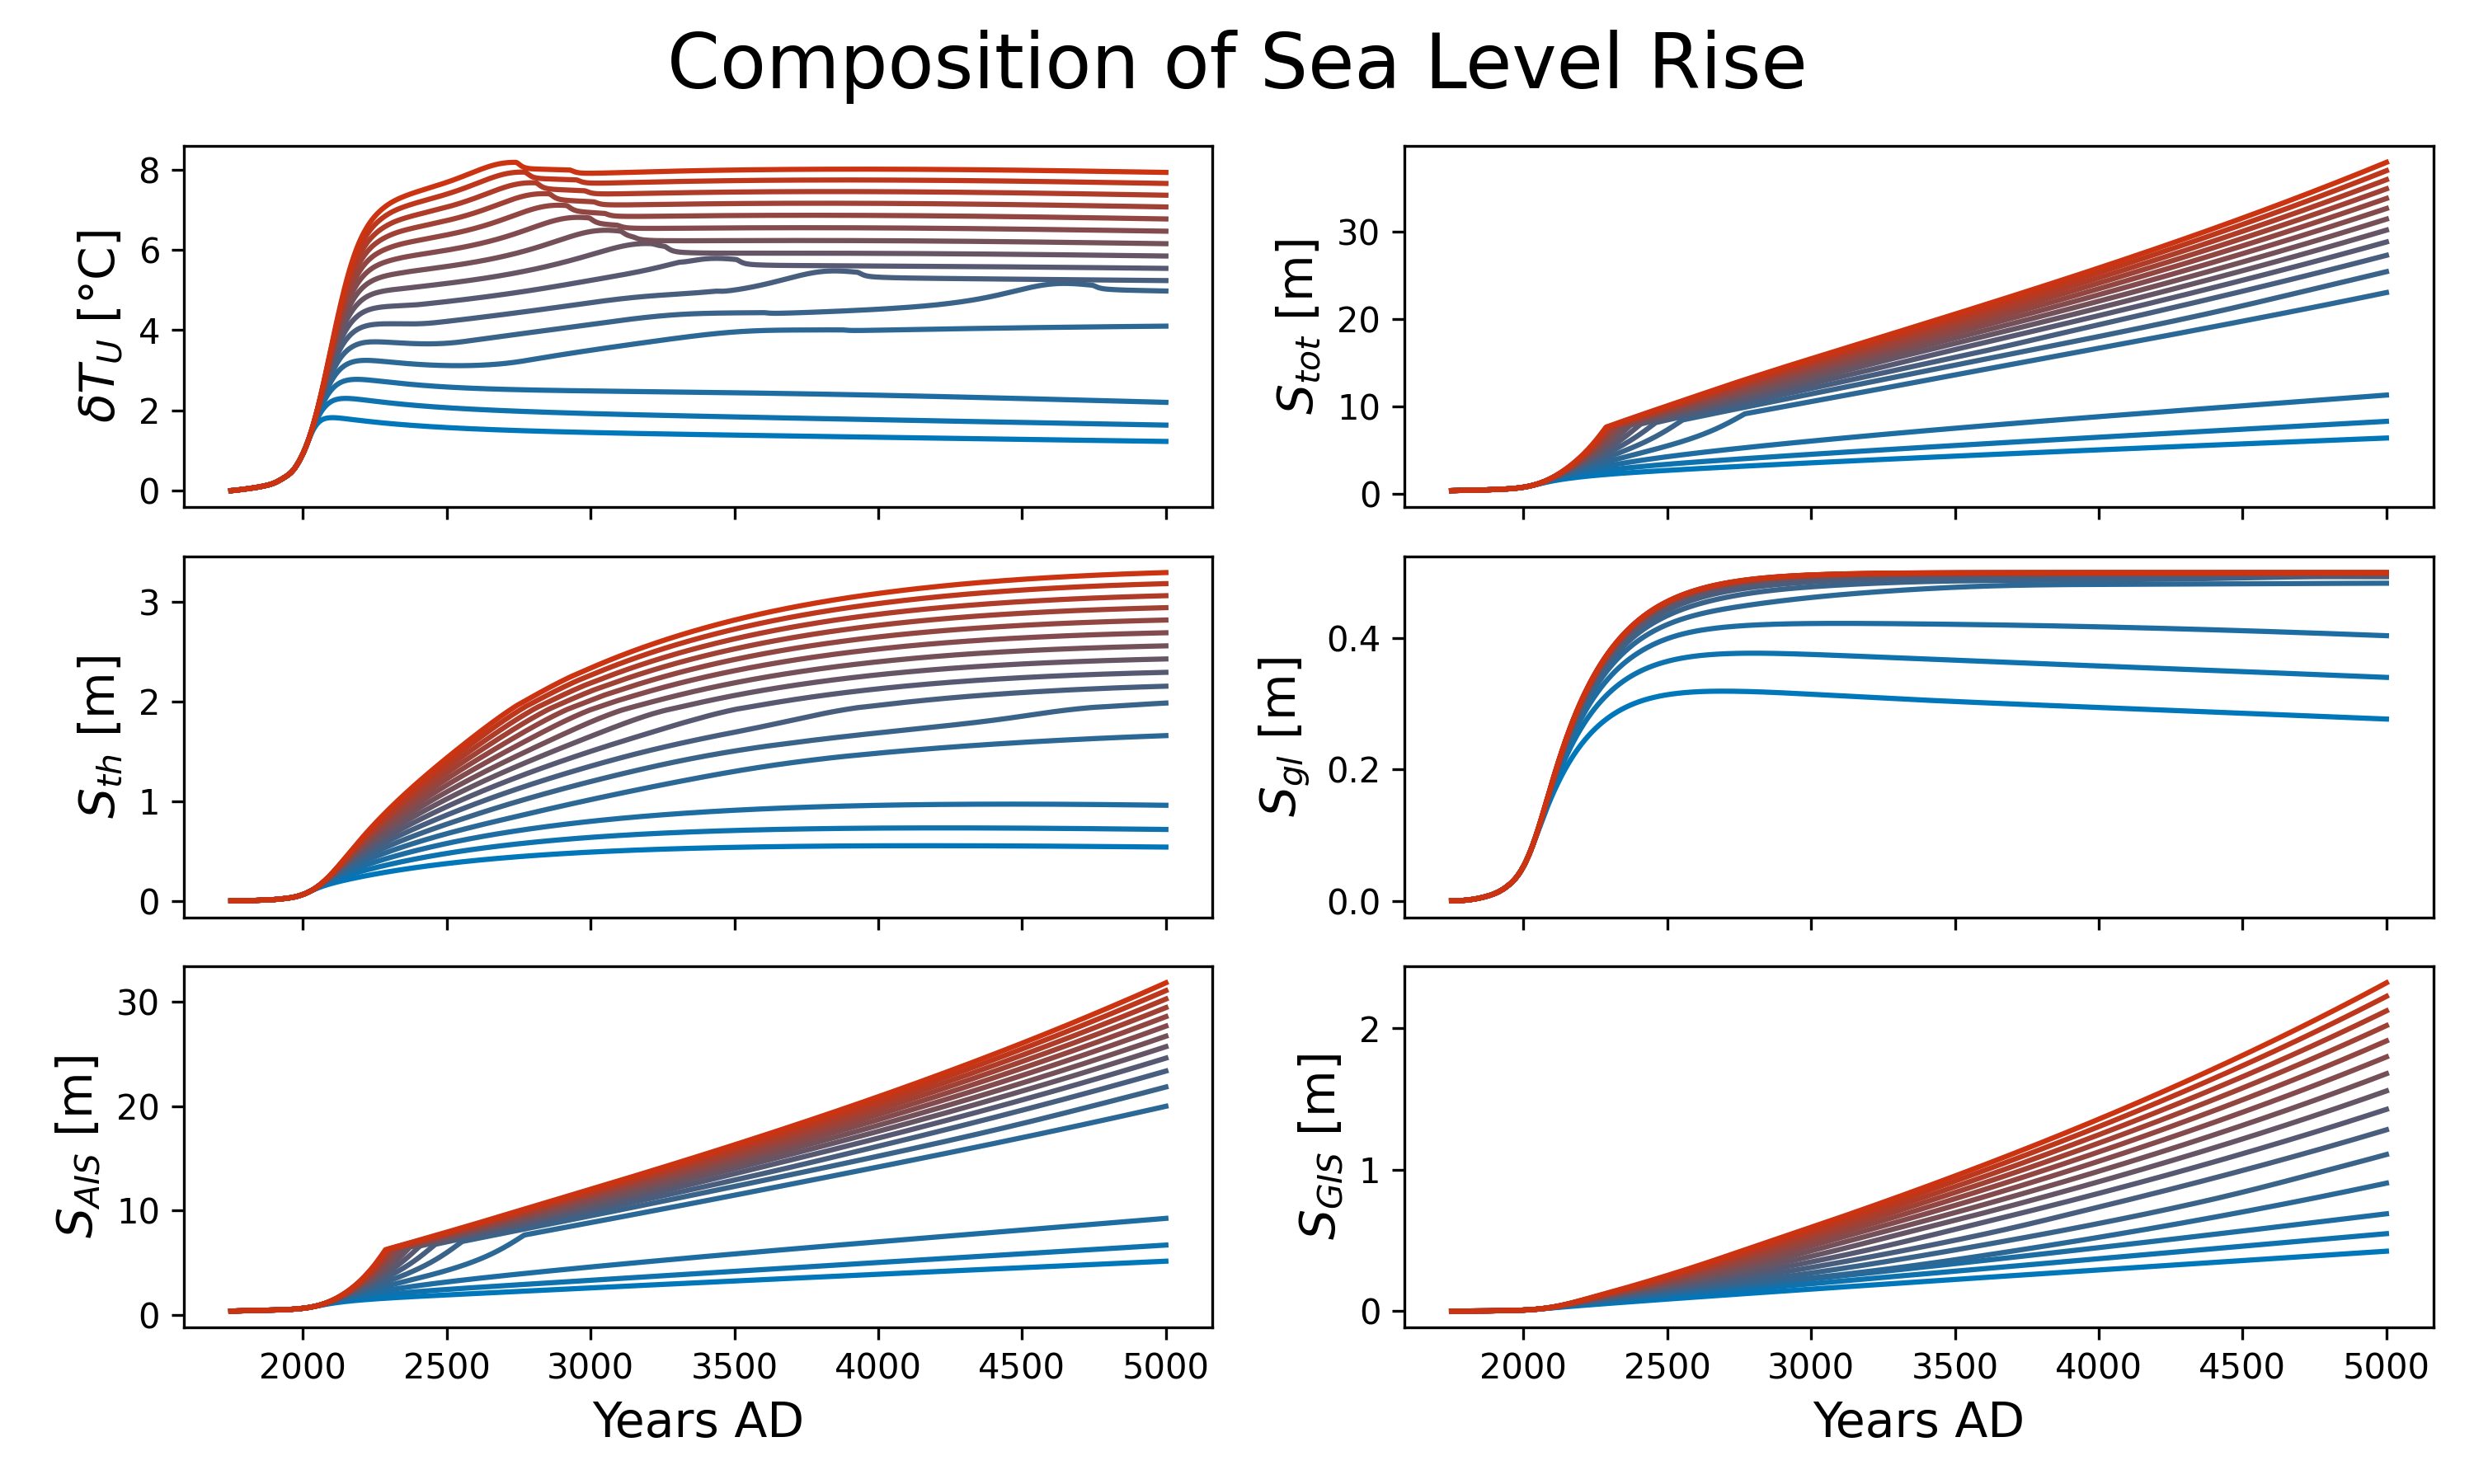 Composition of Sea Level Rise
δT_U [°C]
8
6
4
2
0
S_tot [m]
30
20
10
0
S_th [m]
3
2
1
0
S_gl [m]
0.4
0.2
0.0
S_AIS [m]
30
20
10
0
2000 2500 3000 3500 4000 4500 5000
Years AD
S_GIS [m]
2
1
0
2000 2500 3000 3500 4000 4500 5000
Years AD